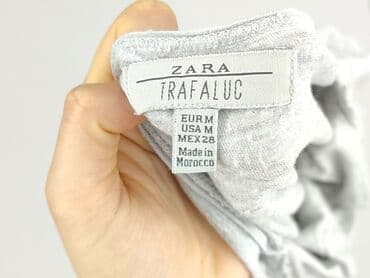 ZARA
TRAFALUC
EUR M
USA M
MEX 28
Made in
Morocco